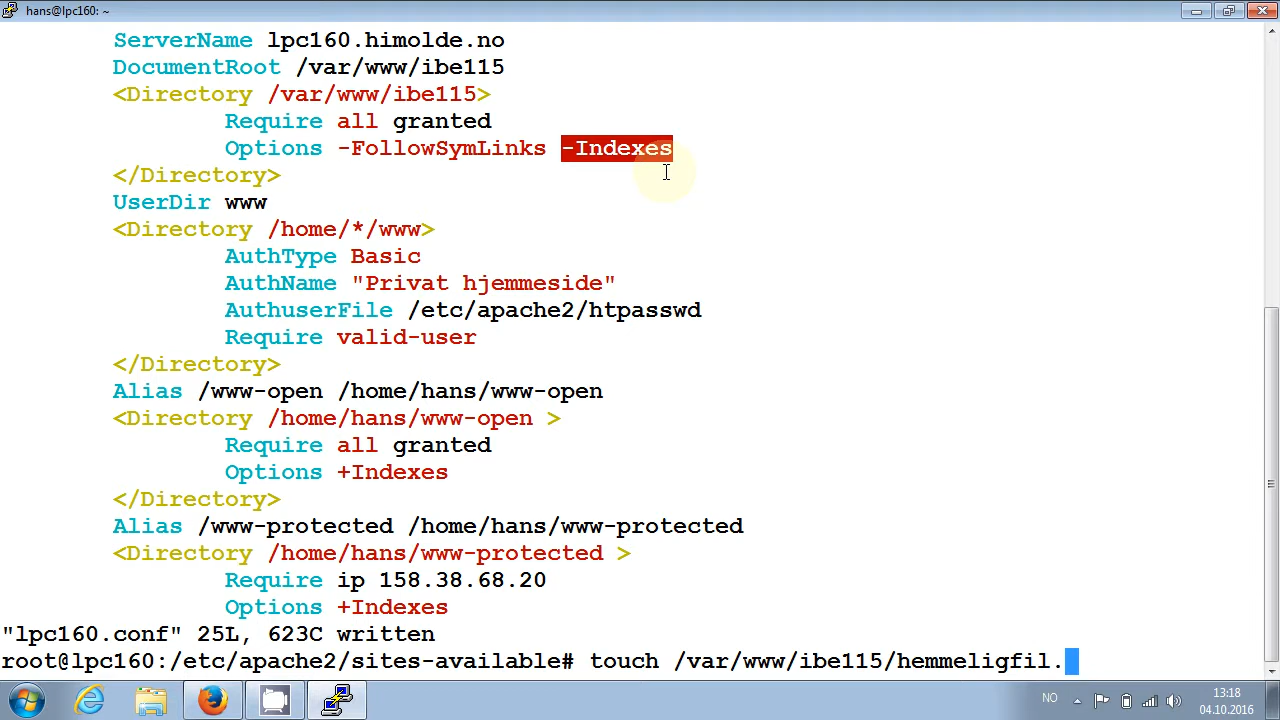 hans@lpc160: ~
ServerName lpc160.himolde.no
DocumentRoot /var/www/ibe115
<Directory /var/www/ibe115>
Require all granted
Options -FollowSymLinks -Indexes
</Directory>
UserDir www
<Directory /home/*/www>
AuthType Basic
AuthName "Privat hjemmeside"
AuthuserFile /etc/apache2/htpasswd
Require valid-user
</Directory>
Alias /www-open /home/hans/www-open
<Directory /home/hans/www-open >
Require all granted
Options +Indexes
</Directory>
Alias /www-protected /home/hans/www-protected
<Directory /home/hans/www-protected >
Require ip 158.38.68.20
Options +Indexes
"lpc160.conf" 25L, 623C written
root@lpc160:/etc/apache2/sites-available# touch /var/www/ibe115/hemmeligfil.
NO
13:18
04.10.2016